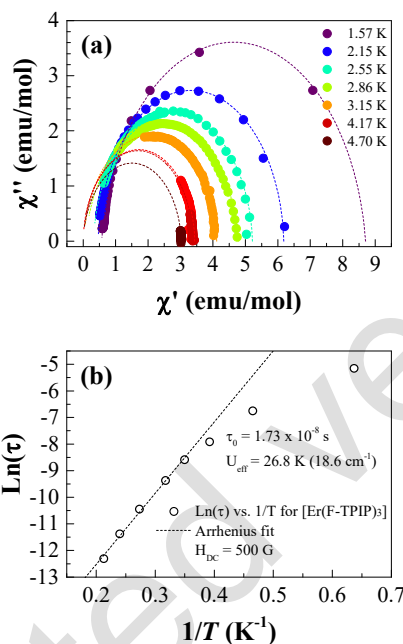 (a)
1.57 K
2.15 K
2.55 K
2.86 K
3.15 K
4.17 K
4.70 K
χ'' (emu/mol)
4
3
2
1
0
0 1 2 3 4 5 6 7 8 9
χ' (emu/mol)
(b)
Ln(τ)
-5
-6
-7
-8
-9
-10
-11
-12
-13
τ0 = 1.73 x 10-8 s
Ueff = 26.8 K (18.6 cm-1)
Ln(τ) vs. 1/T for [Er(F-TPIP)3]
Arrhenius fit
HDC = 500 G
0.2 0.3 0.4 0.5 0.6
1/T (K-1)